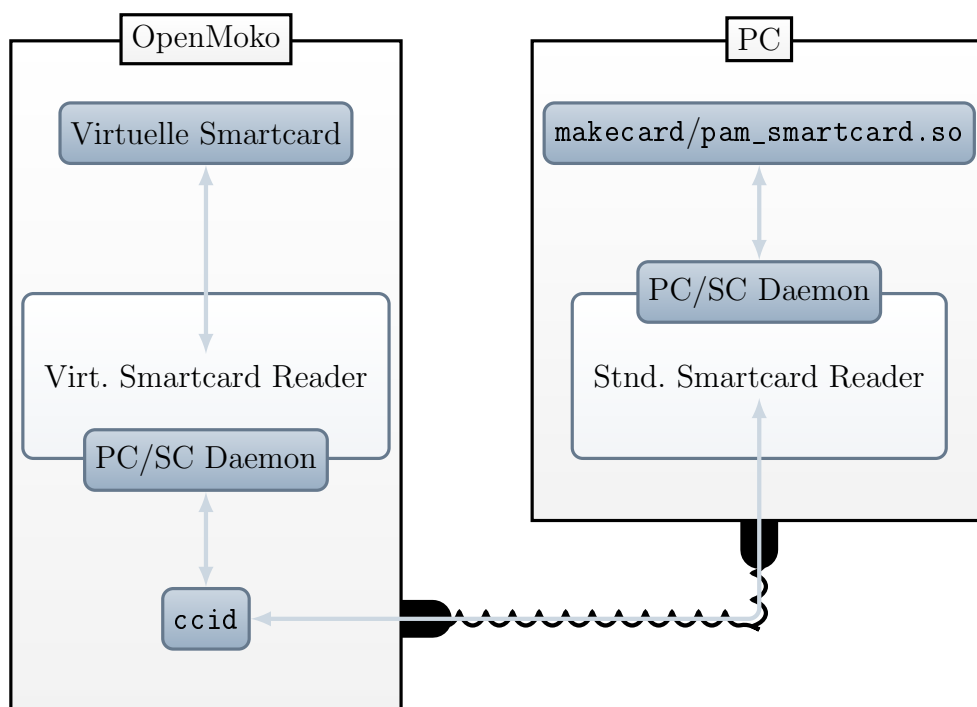 OpenMoko
Virtuelle Smartcard
Virt. Smartcard Reader
PC/SC Daemon
ccid
PC
makecard/pam_smartcard.so
PC/SC Daemon
Stnd. Smartcard Reader